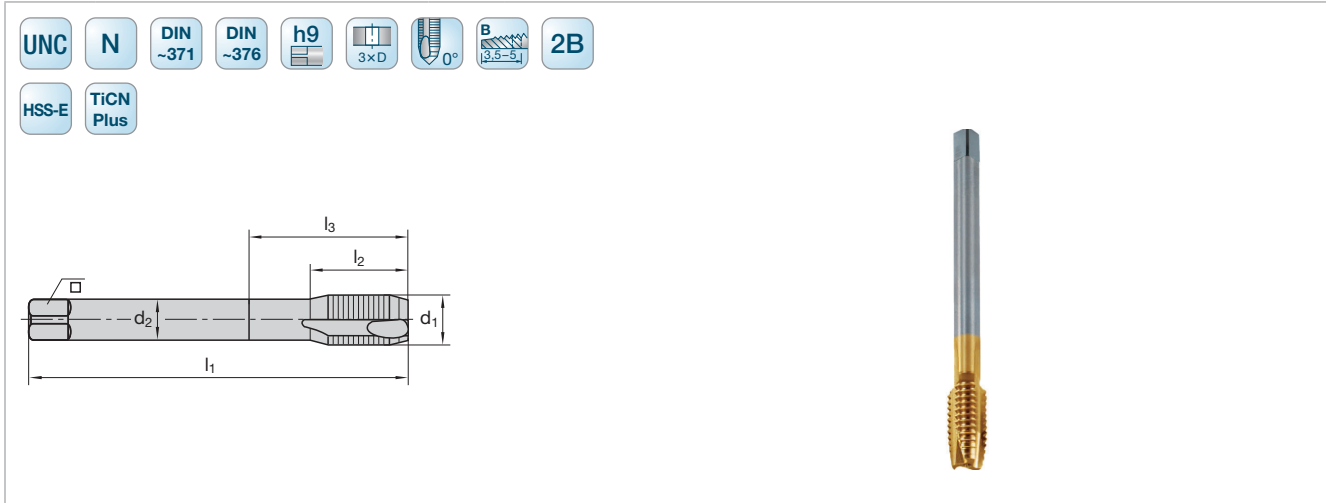 UNC
N
DIN
~371
DIN
~376
h9
3×D
0°
B
3,5–5
2B
HSS-E
TiCN
Plus
l3
l2
d2
d1
l1